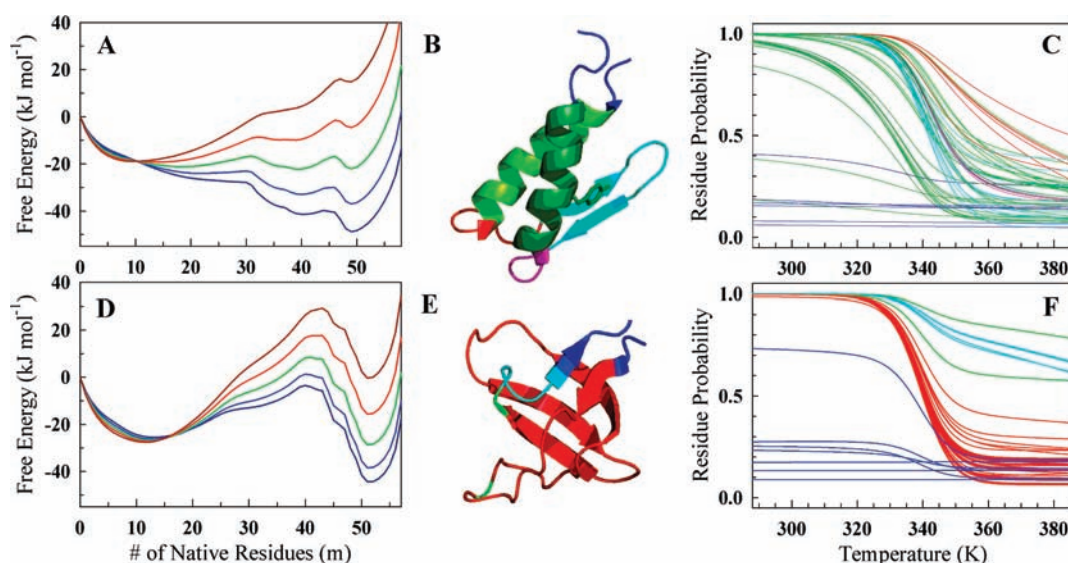 A
B
C
Free Energy (kJ mol⁻¹)
40
20
0
-20
-40
0 10 20 30 40 50
Residue Probability
1.0
0.5
0.0
300 320 340 360 380
D
E
F
Free Energy (kJ mol⁻¹)
40
20
0
-20
-40
0 10 20 30 40 50
# of Native Residues (m)
Residue Probability
1.0
0.5
0.0
300 320 340 360 380
Temperature (K)